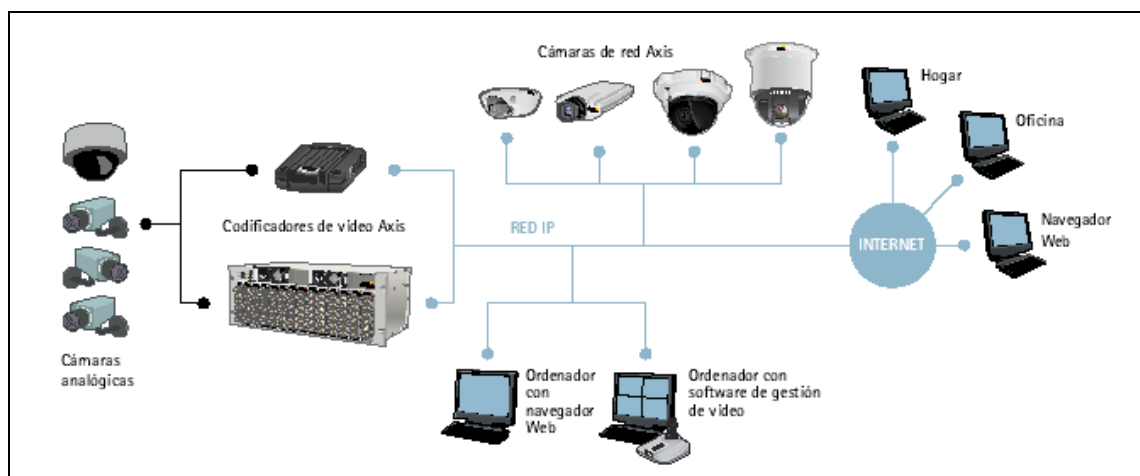 Cámaras de red Axis
Hogar
Oficina
Codificadores de vídeo Axis
RED IP
INTERNET
Navegador
Web
Cámaras
analógicas
Ordenador
con
navegador
Web
Ordenador con
software de gestión
de vídeo